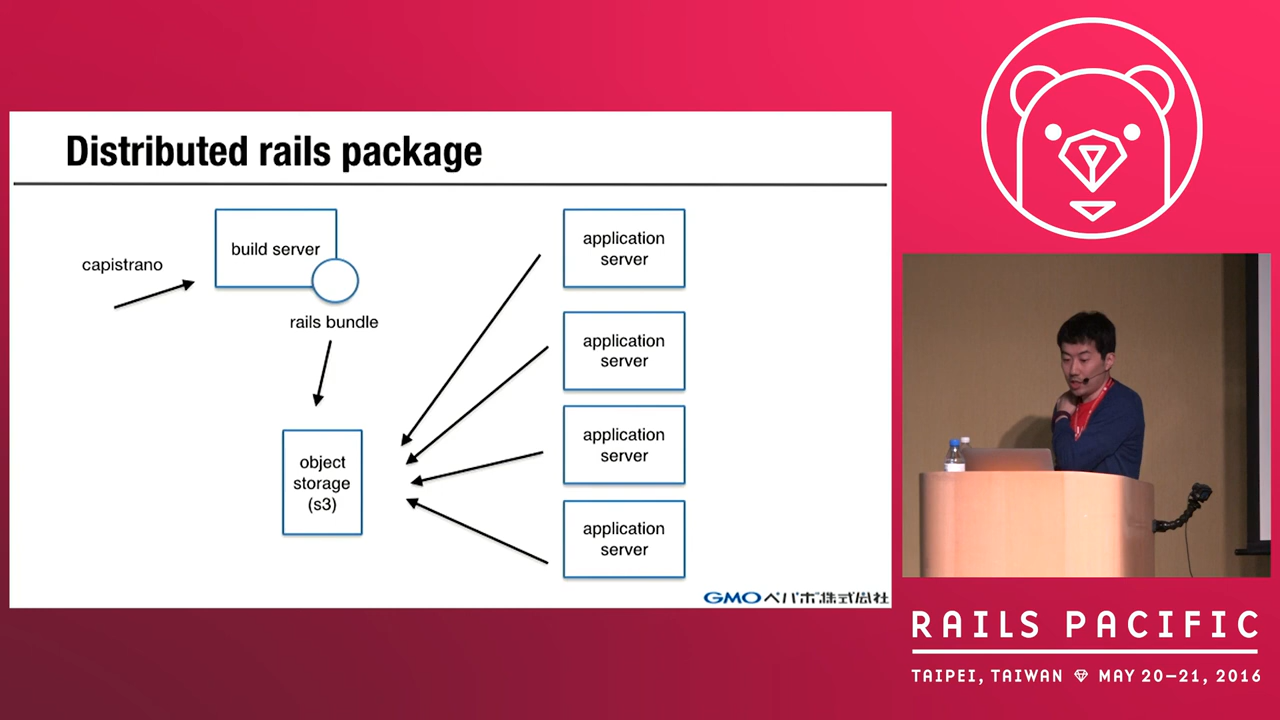 Distributed rails package
capistrano
build server
rails bundle
object
storage
(s3)
application
server
application
server
application
server
application
server
GMOペパボ株式会社
RAILS PACIFIC
TAIPEI, TAIWAN MAY 20–21, 2016